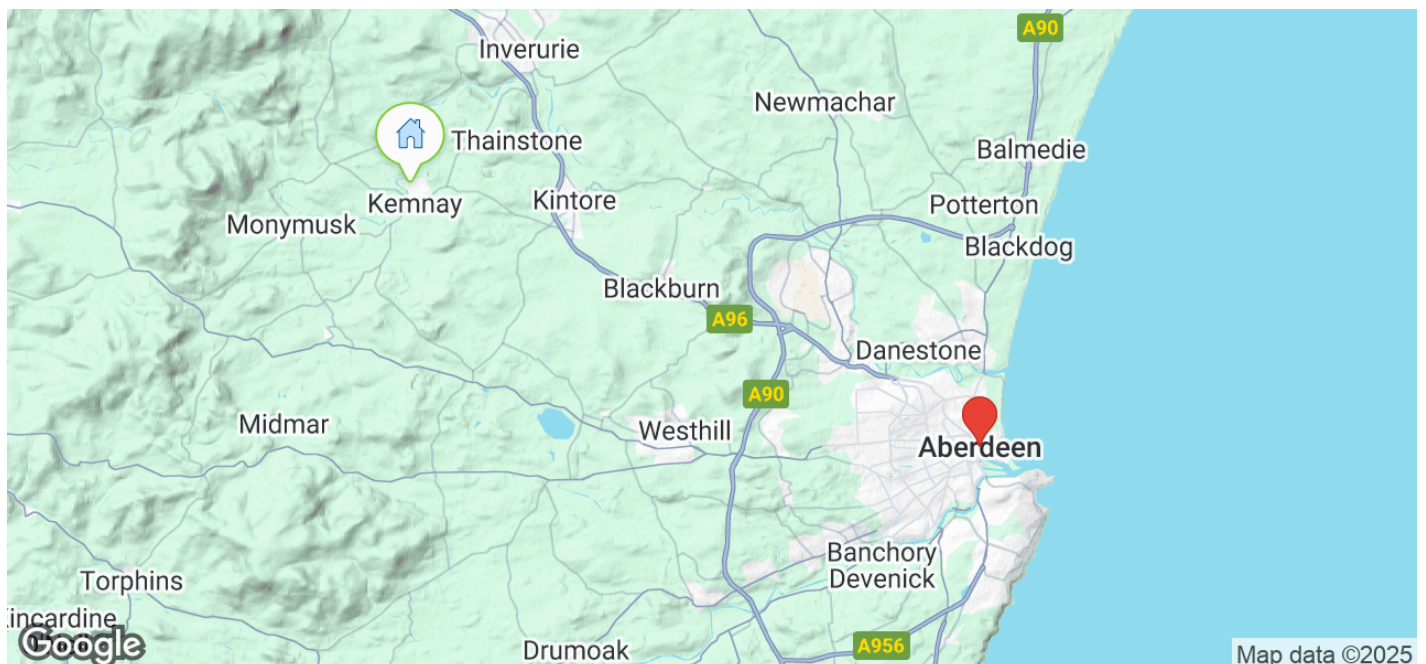 A90
Inverurie
Newmachar
Thainstone
Balmedie
Kemnay
Kintore
Potterton
Monymusk
Blackdog
Blackburn
A96
Danestone
A90
Midmar
Westhill
Aberdeen
Banchory
Devenick
Torphins
Kincardine
Drumoak
A956
Google
Map data ©2025